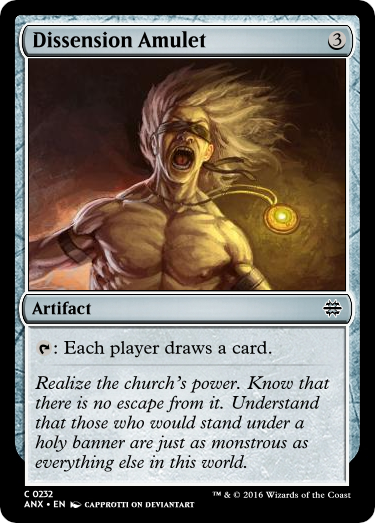 Dissension Amulet 3
Artifact
: Each player draws a card.
Realize the church's power. Know that
there is no escape from it. Understand
that those who would stand under a
holy banner are just as monstrous as
everything else in this world.
C 0232
ANX • EN CAPPROTTI ON DEVIANTART
™ & © 2016 Wizards of the Coast